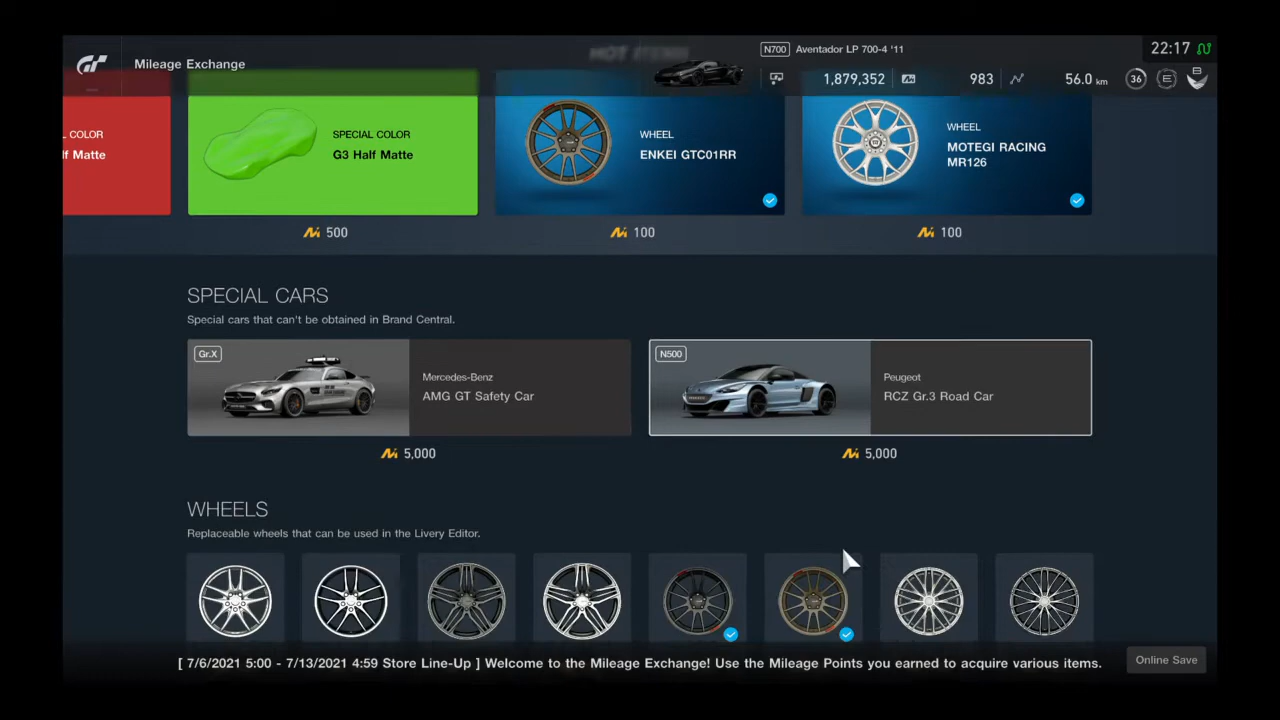 HOT ITEMS
N700 Aventador LP 700-4 '11
22:17
Mileage Exchange
1,879,352
983
56.0 km
36
E
B
L COLOR
lf Matte
SPECIAL COLOR
G3 Half Matte
WHEEL
ENKEI GTC01RR
WHEEL
MOTEGI RACING
MR126
500
100
100
SPECIAL CARS
Special cars that can't be obtained in Brand Central.
Gr.X
Mercedes-Benz
AMG GT Safety Car
N500
Peugeot
RCZ Gr.3 Road Car
5,000
5,000
WHEELS
Replaceable wheels that can be used in the Livery Editor.
[ 7/6/2021 5:00 - 7/13/2021 4:59 Store Line-Up ] Welcome to the Mileage Exchange! Use the Mileage Points you earned to acquire various items.
Online Save